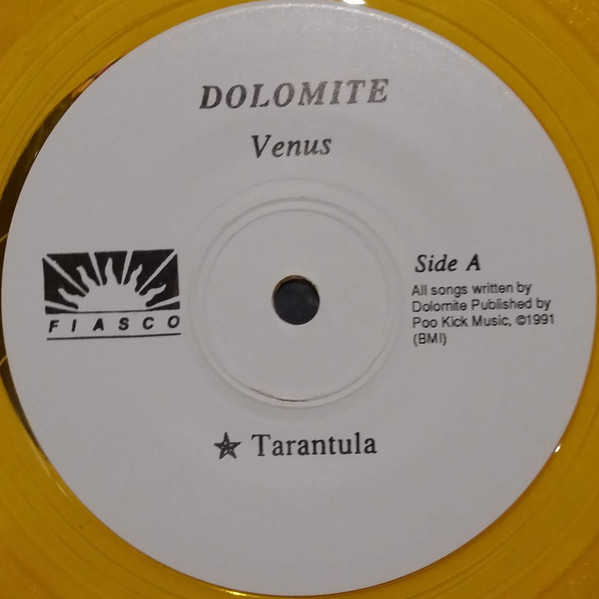 DOLOMITE
Venus
FIASCO
Side A
All songs written by
Dolomite Published by
Poo Kick Music, ©1991
(BMI)
Tarantula